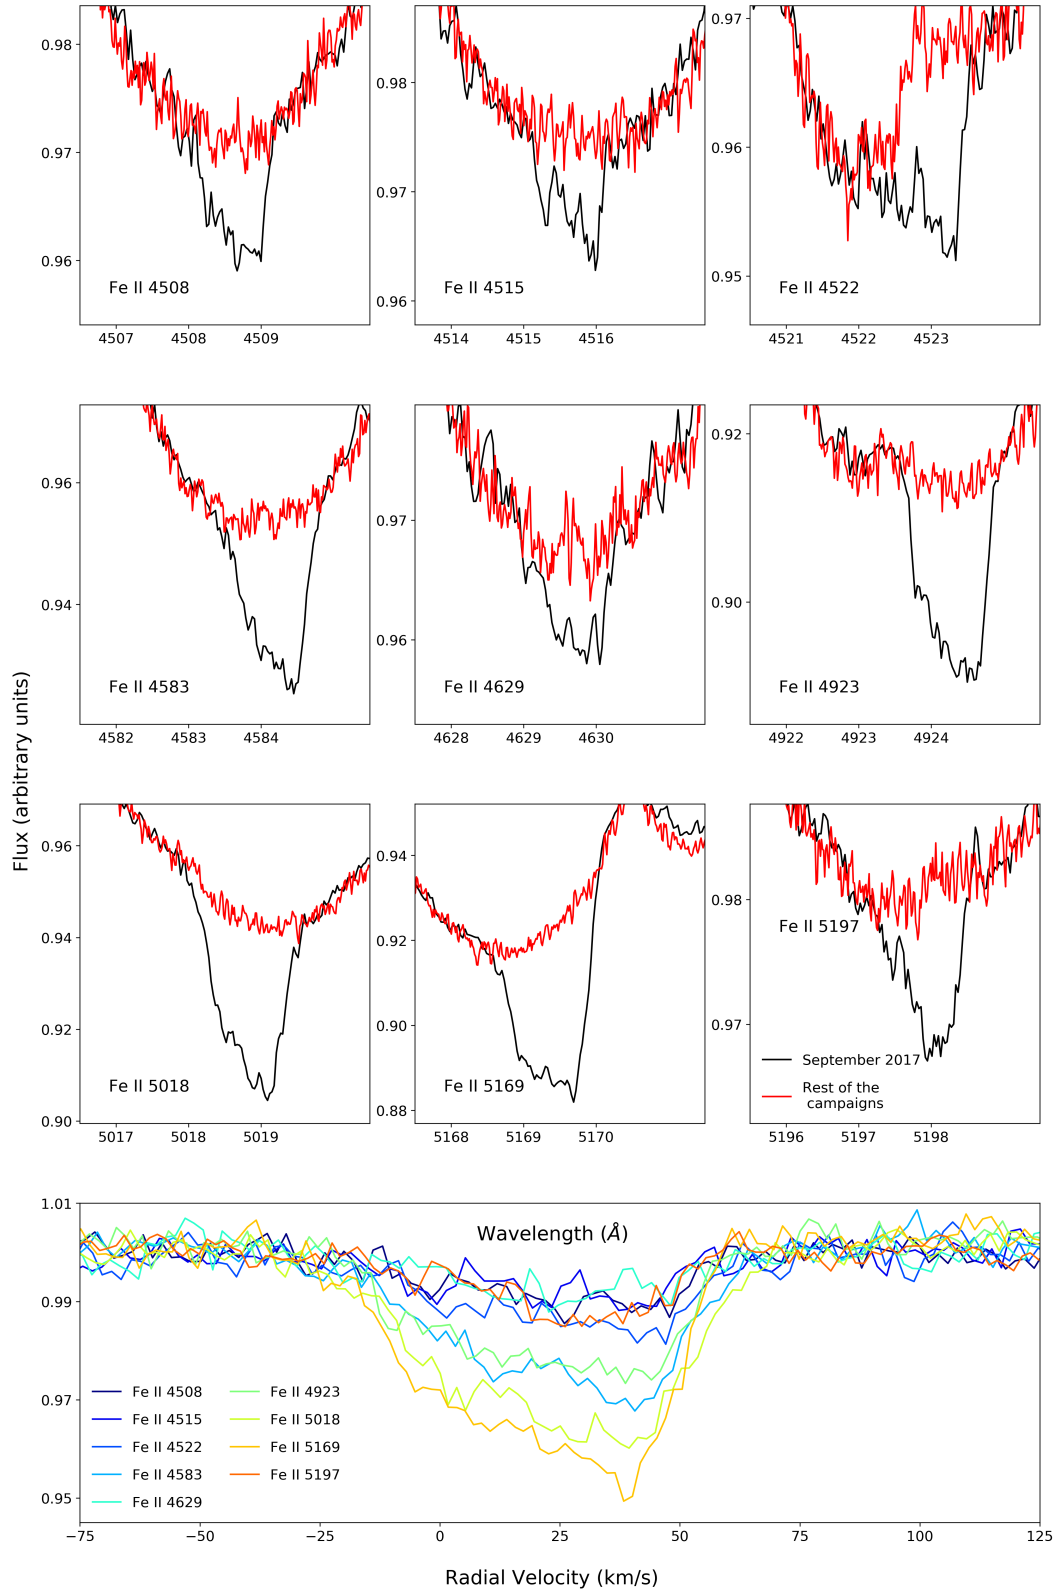 0.98
0.97
0.96
Fe II 4508
4507 4508 4509
0.98
0.97
0.96
Fe II 4515
4514 4515 4516
0.97
0.96
0.95
Fe II 4522
4521 4522 4523
0.96
0.94
Fe II 4583
4582 4583 4584
0.97
0.96
Fe II 4629
4628 4629 4630
0.92
0.90
Fe II 4923
4922 4923 4924
Flux (arbitrary units)
0.96
0.94
0.92
0.90
Fe II 5018
5017 5018 5019
0.94
0.92
0.90
0.88
Fe II 5169
5168 5169 5170
0.98
0.97
Fe II 5197
September 2017
Rest of the
campaigns
5196 5197 5198
Wavelength (Å)
1.01
0.99
0.97
0.95
Fe II 4508
Fe II 4515
Fe II 4522
Fe II 4583
Fe II 4629
Fe II 4923
Fe II 5018
Fe II 5169
Fe II 5197
−75 −50 −25 0 25 50 75 100 125
Radial Velocity (km/s)